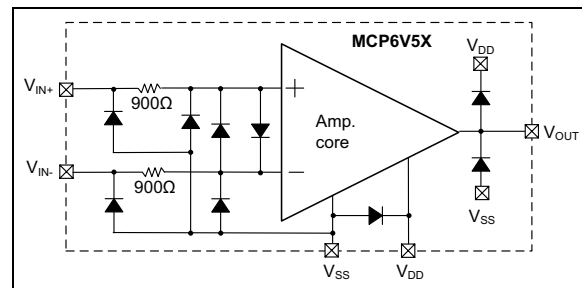 MCP6V5X
V_DD
V_IN+
900Ω
+
Amp.
core
V_OUT
V_IN-
900Ω
−
V_SS
V_SS
V_DD